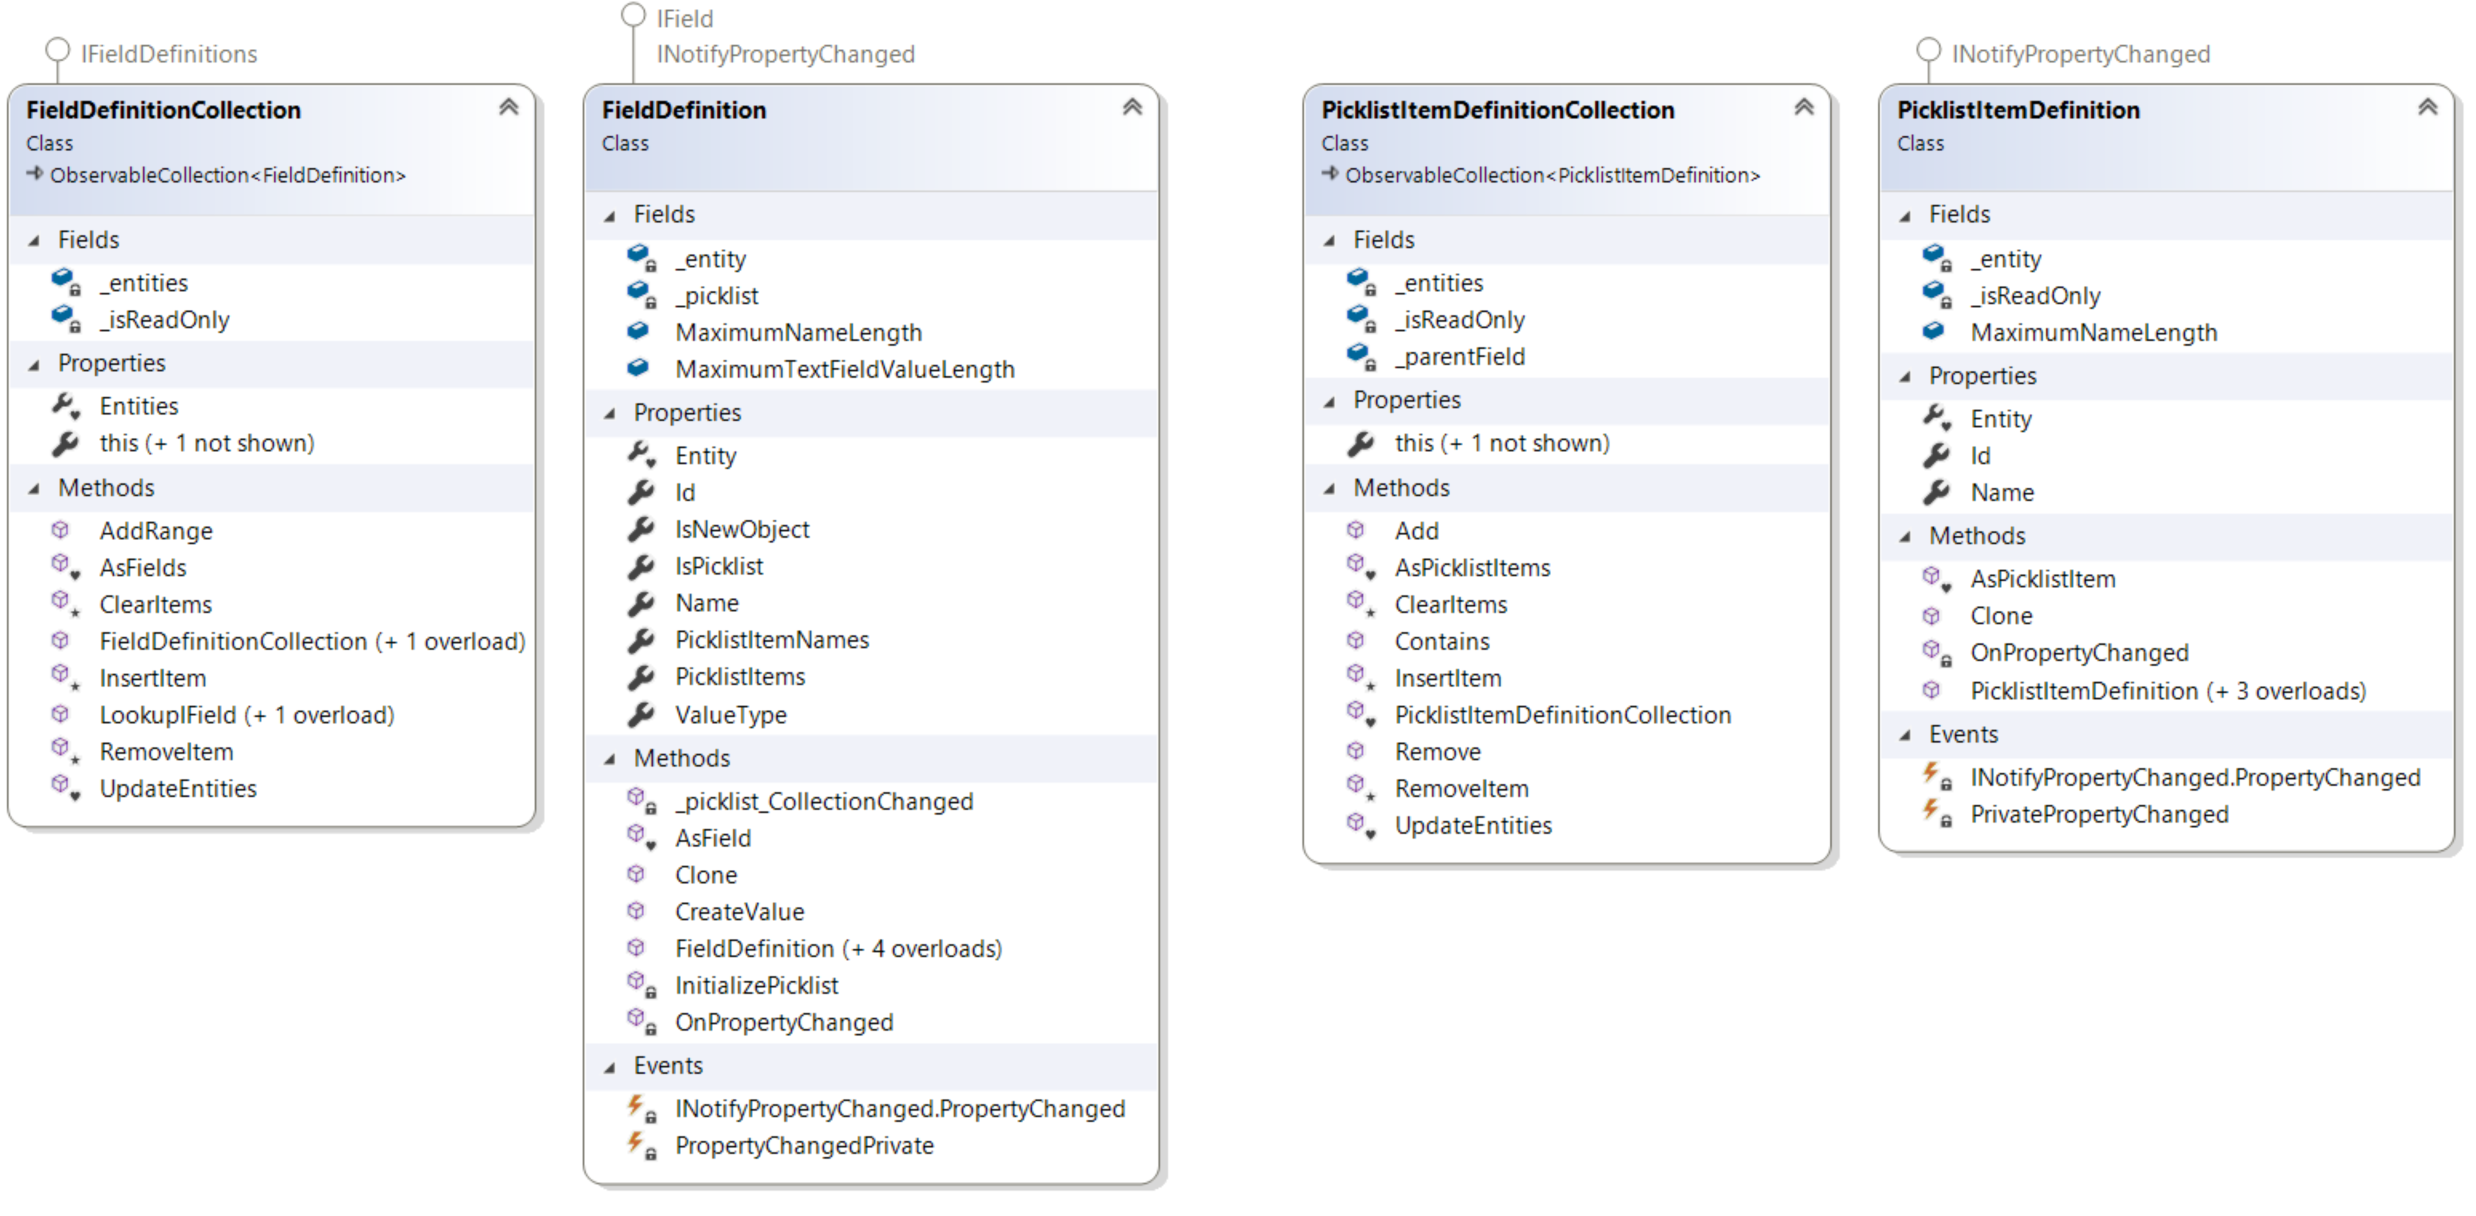 IFieldDefinitions
FieldDefinitionCollection
Class
ObservableCollection<FieldDefinition>
Fields
_entities
_isReadOnly
Properties
Entities
this (+ 1 not shown)
Methods
AddRange
AsFields
ClearItems
FieldDefinitionCollection (+ 1 overload)
InsertItem
LookupIField (+ 1 overload)
RemoveItem
UpdateEntities
IField
INotifyPropertyChanged
FieldDefinition
Class
Fields
_entity
_picklist
MaximumNameLength
MaximumTextFieldValueLength
Properties
Entity
Id
IsNewObject
IsPicklist
Name
PicklistItemNames
PicklistItems
ValueType
Methods
_picklist_CollectionChanged
AsField
Clone
CreateValue
FieldDefinition (+ 4 overloads)
InitializePicklist
OnPropertyChanged
Events
INotifyPropertyChanged.PropertyChanged
PropertyChangedPrivate
PicklistItemDefinitionCollection
Class
ObservableCollection<PicklistItemDefinition>
Fields
_entities
_isReadOnly
_parentField
Properties
this (+ 1 not shown)
Methods
Add
AsPicklistItems
ClearItems
Contains
InsertItem
PicklistItemDefinitionCollection
Remove
RemoveItem
UpdateEntities
INotifyPropertyChanged
PicklistItemDefinition
Class
Fields
_entity
_isReadOnly
MaximumNameLength
Properties
Entity
Id
Name
Methods
AsPicklistItem
Clone
OnPropertyChanged
PicklistItemDefinition (+ 3 overloads)
Events
INotifyPropertyChanged.PropertyChanged
PrivatePropertyChanged